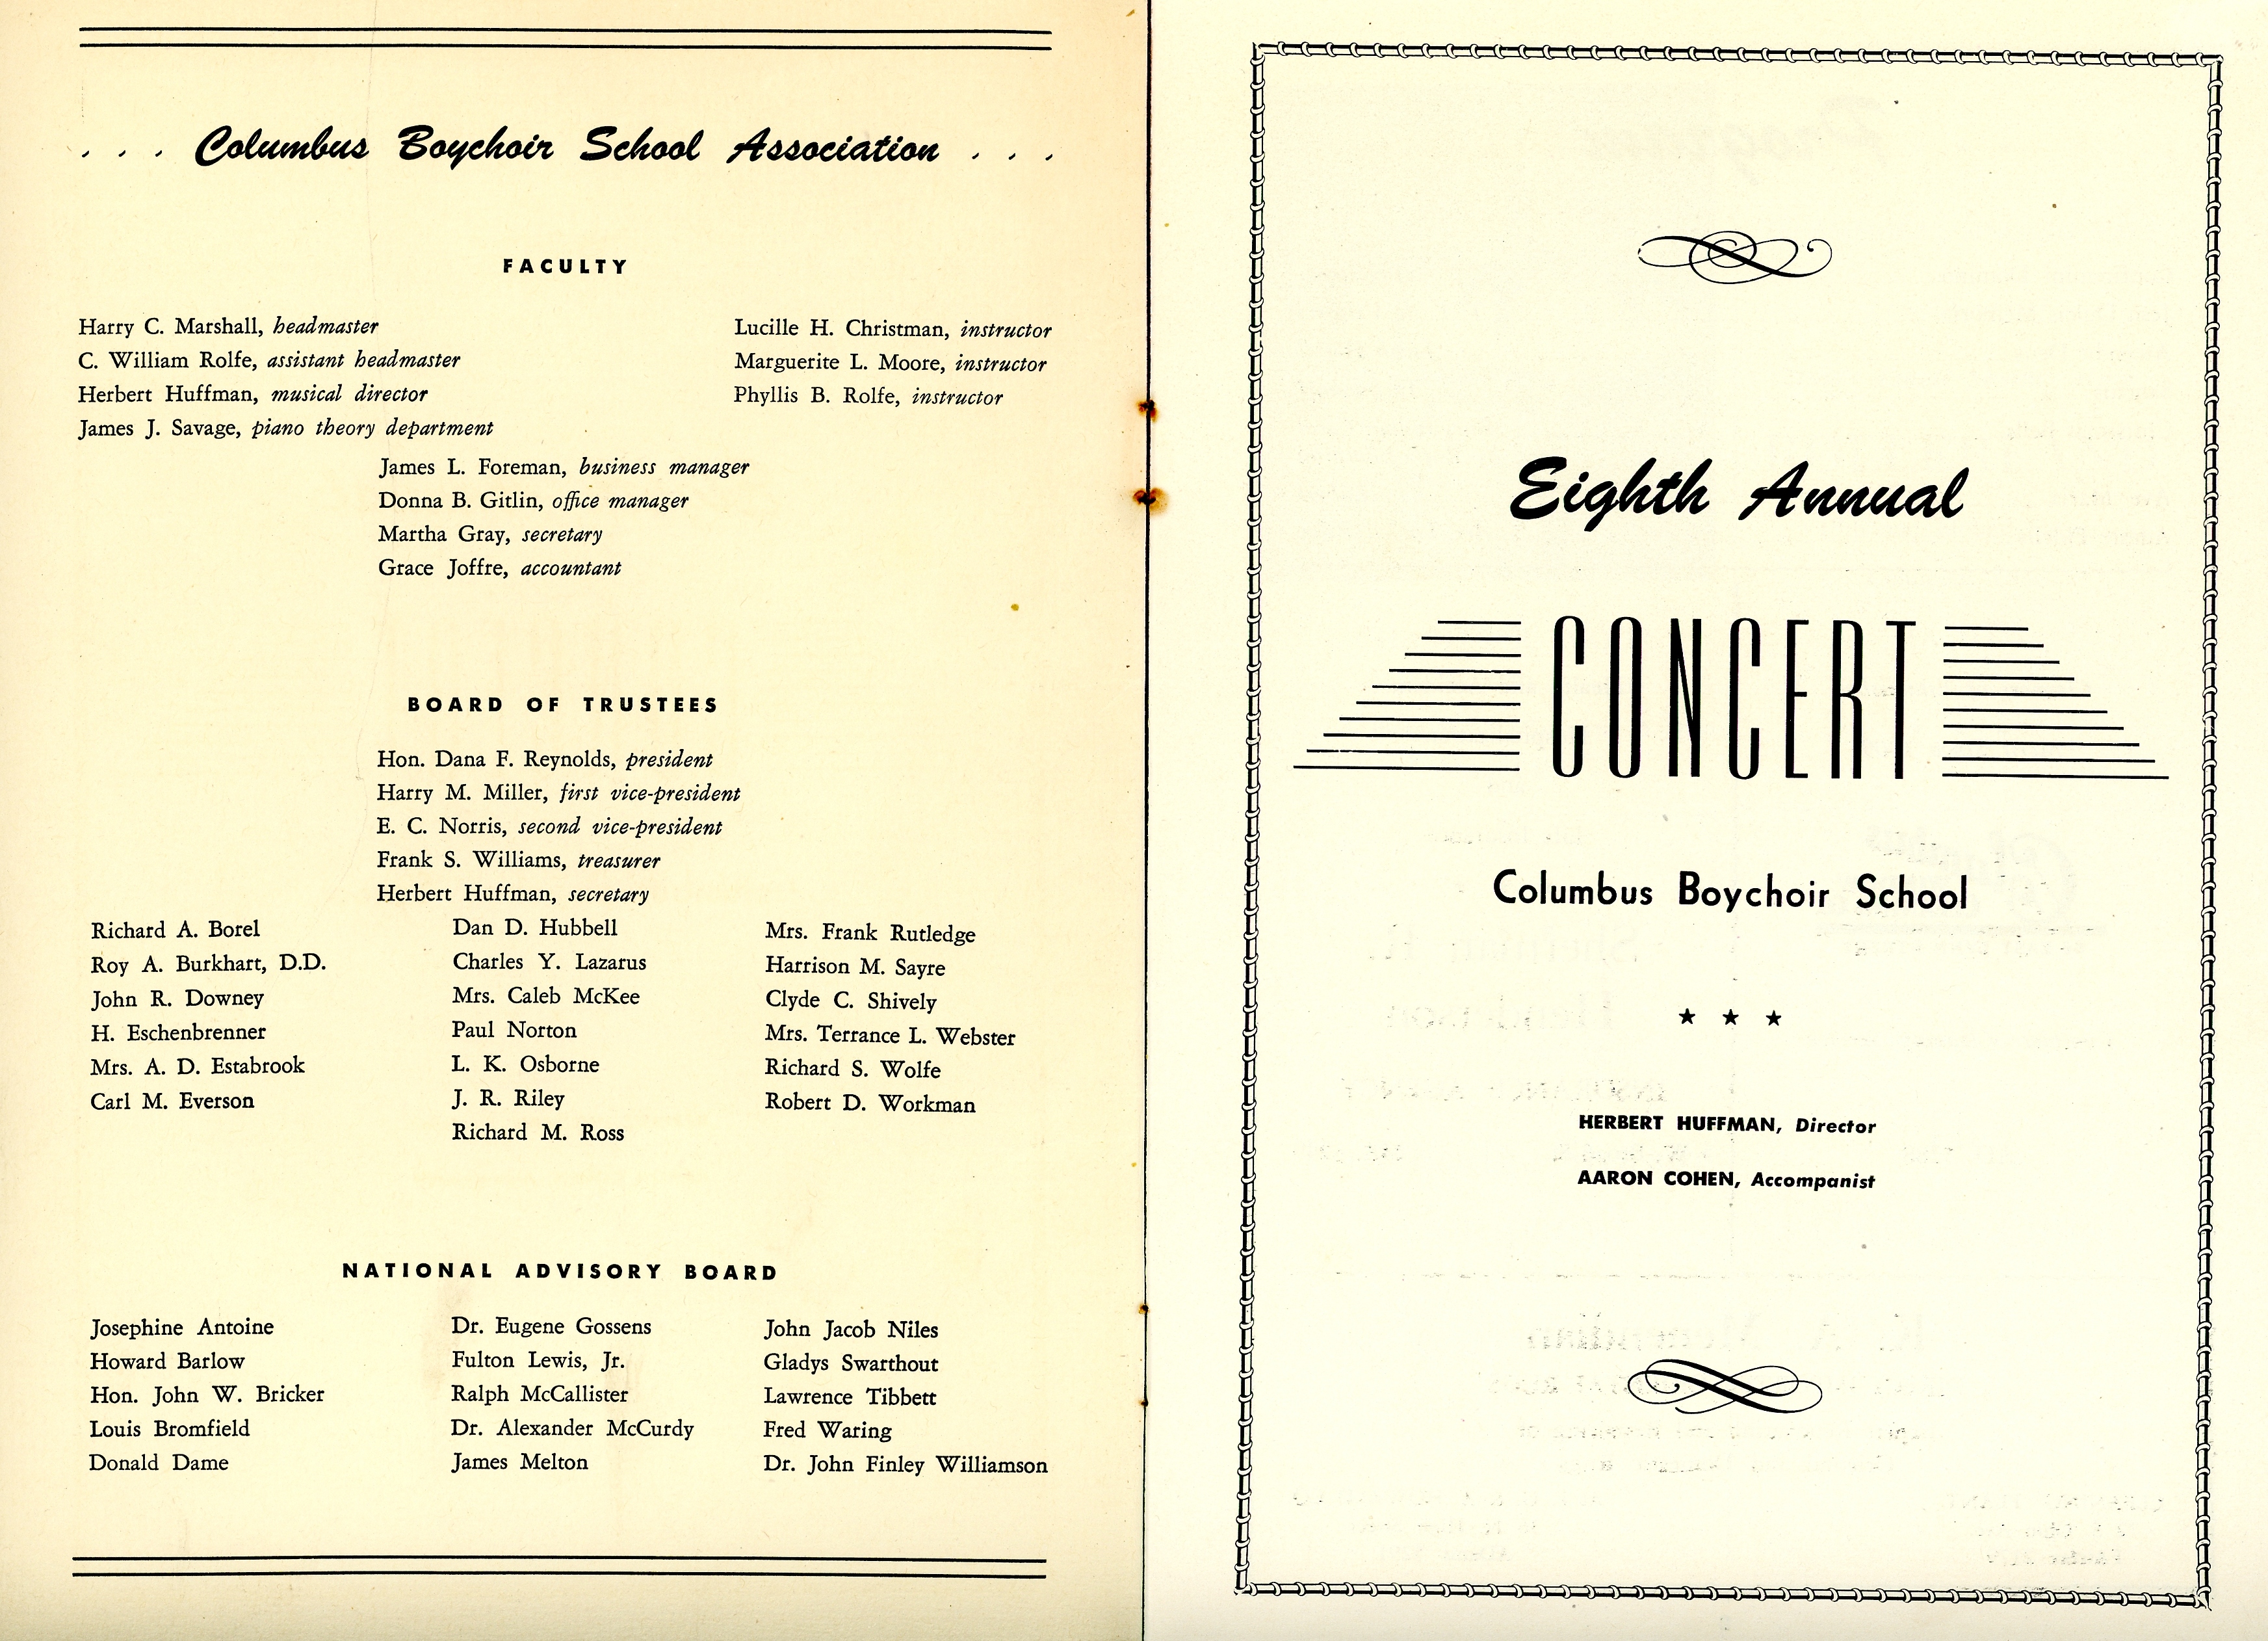 . . . Columbus Boychoir School Association . . .
FACULTY
Harry C. Marshall, headmaster
C. William Rolfe, assistant headmaster
Herbert Huffman, musical director
James J. Savage, piano theory department
Lucille H. Christman, instructor
Marguerite L. Moore, instructor
Phyllis B. Rolfe, instructor
James L. Foreman, business manager
Donna B. Gitlin, office manager
Martha Gray, secretary
Grace Joffre, accountant
BOARD OF TRUSTEES
Hon. Dana F. Reynolds, president
Harry M. Miller, first vice-president
E. C. Norris, second vice-president
Frank S. Williams, treasurer
Herbert Huffman, secretary
Richard A. Borel
Roy A. Burkhart, D.D.
John R. Downey
H. Eschenbrenner
Mrs. A. D. Estabrook
Carl M. Everson
Dan D. Hubbell
Charles Y. Lazarus
Mrs. Caleb McKee
Paul Norton
L. K. Osborne
J. R. Riley
Richard M. Ross
Mrs. Frank Rutledge
Harrison M. Sayre
Clyde C. Shively
Mrs. Terrance L. Webster
Richard S. Wolfe
Robert D. Workman
NATIONAL ADVISORY BOARD
Josephine Antoine
Howard Barlow
Hon. John W. Bricker
Louis Bromfield
Donald Dame
Dr. Eugene Gossens
Fulton Lewis, Jr.
Ralph McCallister
Dr. Alexander McCurdy
James Melton
John Jacob Niles
Gladys Swarthout
Lawrence Tibbett
Fred Waring
Dr. John Finley Williamson
Eighth Annual
CONCERT
Columbus Boychoir School
★ ★ ★
HERBERT HUFFMAN, Director
AARON COHEN, Accompanist